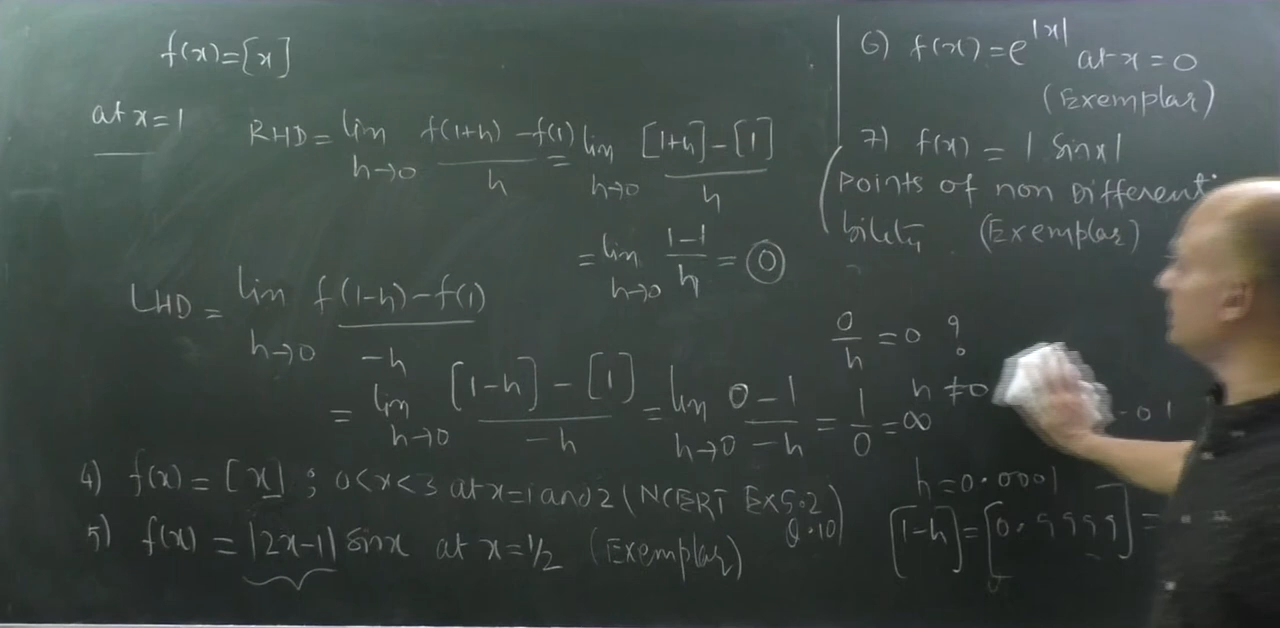 f(x)=[x]
at x=1
RHD = lim h→0 f(1+h) - f(1) / h = lim h→0 [1+h] - [1] / h
= lim h→0 1-1 / h = 0
LHD = lim h→0 f(1-h) - f(1) / -h
= lim h→0 [1-h] - [1] / -h = lim h→0 0-1 / -h = 1/0 = ∞
4) f(x) = [x] ; 0<x<3 at x=1 and 2 (NCERT EX 5.2 Q.10)
5) f(x) = |2x-1| sinx at x=1/2 (Exemplar)
6) f(x) = e^|x| at x=0
(Exemplar)
7) f(x) = | sinx|
(Points of non Differenti
bility (Exemplar)
0/h = 0 ?
h ≠0
01
h=0.0001
[1-h] = [0.9999] =